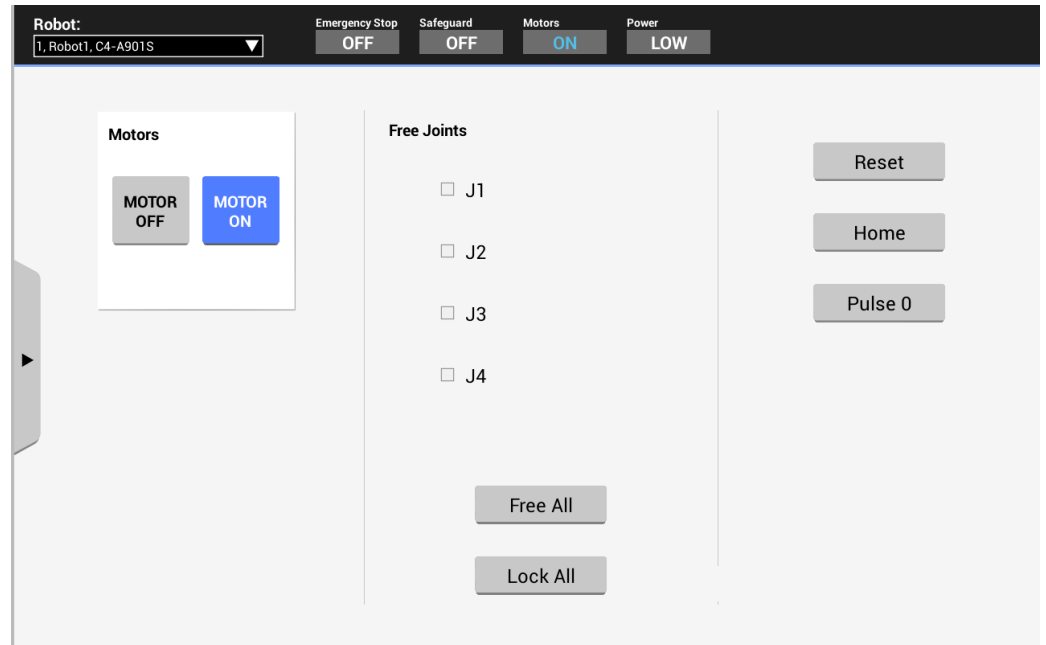 Robot:
1, Robot1, C4-A901S
Emergency Stop
OFF
Safeguard
OFF
Motors
ON
Power
LOW
Motors
MOTOR
OFF
MOTOR
ON
Free Joints
J1
J2
J3
J4
Free All
Lock All
Reset
Home
Pulse 0